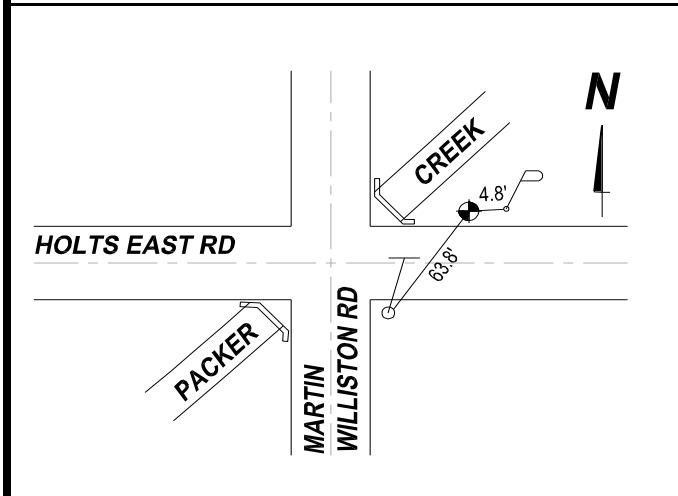 N
CREEK
4.8'
HOLTS EAST RD
63.8'
PACKER
MARTIN
WILLISTON RD